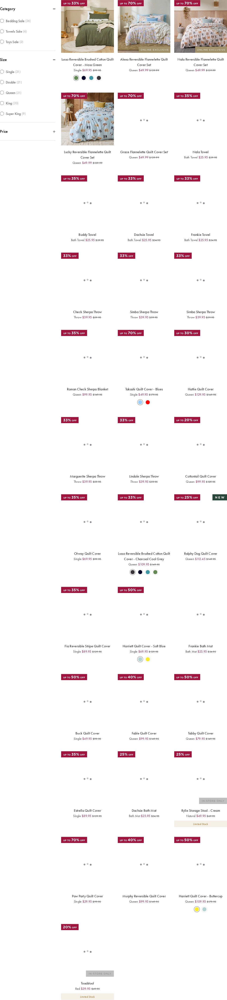 Category
Bedding Sale (26)
Towels Sale (6)
Toys Sale (2)
Size
Single (21)
Double (21)
Queen (21)
King (20)
Super King (9)
Price
UP TO 33% OFF
Lusso Reversible Brushed Cotton Quilt
Cover - Moss Green
Single $69.95 $99.95
UP TO 70% OFF
ONLINE EXCLUSIVE
Alexa Reversible Flannelette Quilt
Cover Set
Queen $49.99 $139.99
UP TO 70% OFF
ONLINE EXCLUSIVE
Nala Reversible Flannelette Quilt
Cover Set
Queen $49.99 $139.99
UP TO 70% OFF
Lucky Reversible Flannelette Quilt
Cover Set
Queen $49.99 $139.99
UP TO 70% OFF
Grace Flannelette Quilt Cover Set
Queen $49.99 $139.99
UP TO 35% OFF
Nala Towel
Bath Towel $25.95 $39.95
UP TO 35% OFF
Buddy Towel
Bath Towel $25.95 $39.95
UP TO 33% OFF
Dachsie Towel
Bath Towel $25.95 $34.95
UP TO 33% OFF
Frankie Towel
Bath Towel $25.95 $34.95
33% OFF
Check Sherpa Throw
Throw $39.95 $59.95
33% OFF
Simba Sherpa Throw
Throw $39.95 $59.95
33% OFF
Simba Sherpa Throw
Throw $39.95 $59.95
UP TO 35% OFF
Roman Check Sherpa Blanket
Queen $99.95 $149.95
UP TO 70% OFF
Takashi Quilt Cover - Blues
Single $49.95 $179.95
UP TO 30% OFF
Hattie Quilt Cover
Queen $129.95 $169.95
33% OFF
Marguerite Sherpa Throw
Throw $39.95 $59.95
33% OFF
Lindale Sherpa Throw
Throw $39.95 $59.95
UP TO 20% OFF
Cottontail Quilt Cover
Queen $99.95 $129.95
UP TO 35% OFF
Otway Quilt Cover
Single $69.95 $99.95
UP TO 33% OFF
Lusso Reversible Brushed Cotton Quilt
Cover - Charcoal Cool Grey
Queen $109.95 $149.95
UP TO 25% OFF
NEW
Ralphy Dog Quilt Cover
Queen $112.45 $149.95
UP TO 35% OFF
Fia Reversible Stripe Quilt Cover
Single $89.95 $139.95
UP TO 50% OFF
Harriett Quilt Cover - Soft Blue
Single $69.95 $139.95
Frankie Bath Mat
Bath Mat $25.95 $34.95
UP TO 50% OFF
Buck Quilt Cover
Single $49.95 $99.95
UP TO 40% OFF
Fable Quilt Cover
Queen $99.95 $149.95
UP TO 50% OFF
Tabby Quilt Cover
Queen $79.95 $149.95
UP TO 35% OFF
Estrella Quilt Cover
Single $89.95 $139.95
25% OFF
Dachsie Bath Mat
Bath Mat $25.95 $34.95
25% OFF
IN-STORE ONLY
Rylie Storage Stool - Cream
Natural $49.95 $69.95
Limited Stock
UP TO 70% OFF
Paw Party Quilt Cover
Single $29.95 $99.95
UP TO 40% OFF
Murphy Reversible Quilt Cover
Queen $99.95 $149.95
UP TO 50% OFF
Harriett Quilt Cover - Buttercup
Queen $109.95 $179.95
20% OFF
IN-STORE ONLY
Toadstool
Red $39.95 $49.95
Limited Stock